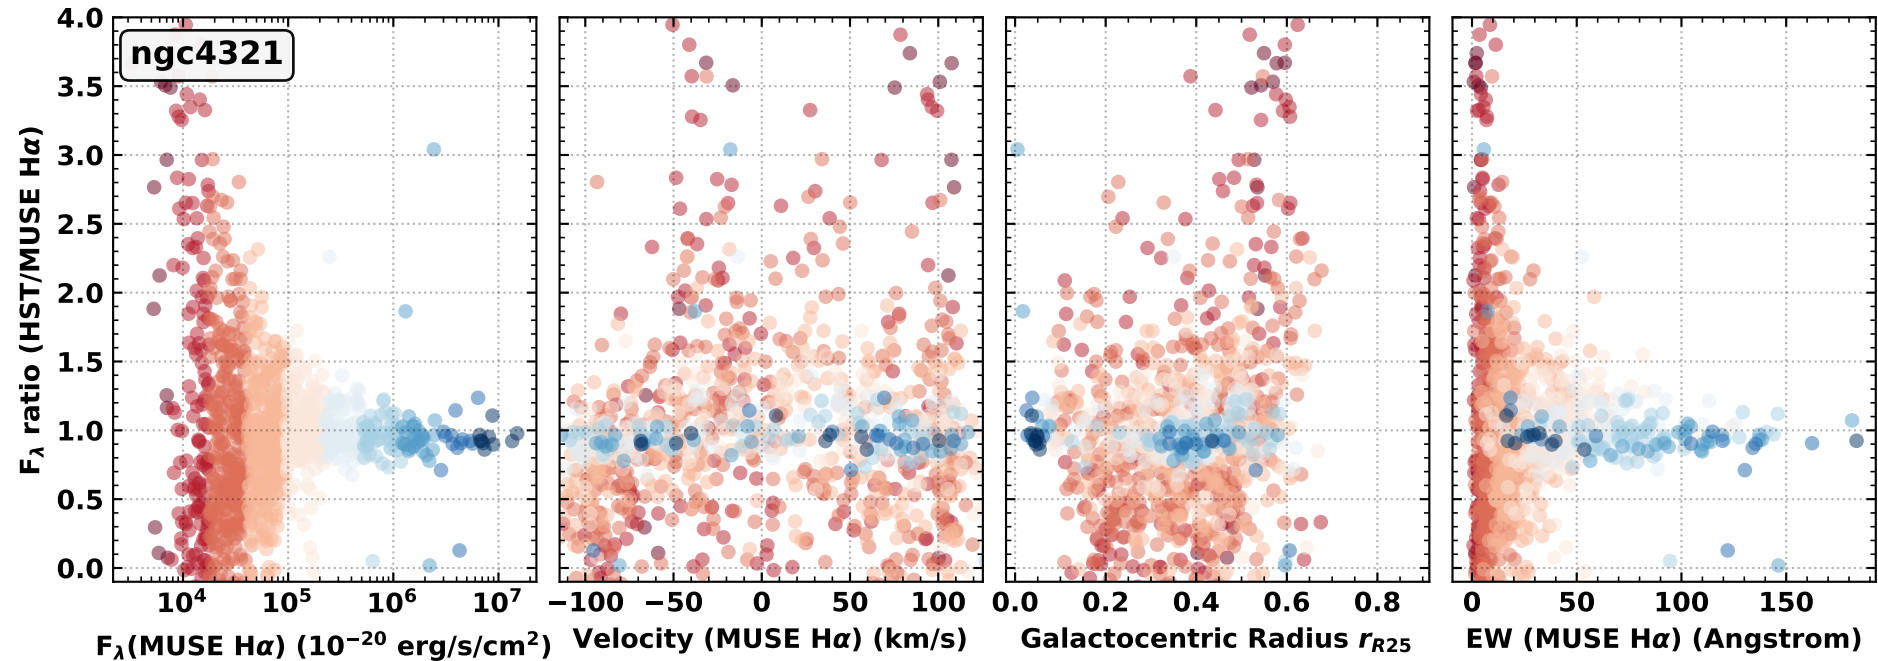 ngc4321
F_λ ratio (HST/MUSE Hα)
4.0
3.5
3.0
2.5
2.0
1.5
1.0
0.5
0.0
10⁴ 10⁵ 10⁶ 10⁷
F_λ(MUSE Hα) (10⁻²⁰ erg/s/cm²)
−100 −50 0 50 100
Velocity (MUSE Hα) (km/s)
0.0 0.2 0.4 0.6 0.8
Galactocentric Radius r_R25
0 50 100 150
EW (MUSE Hα) (Angstrom)